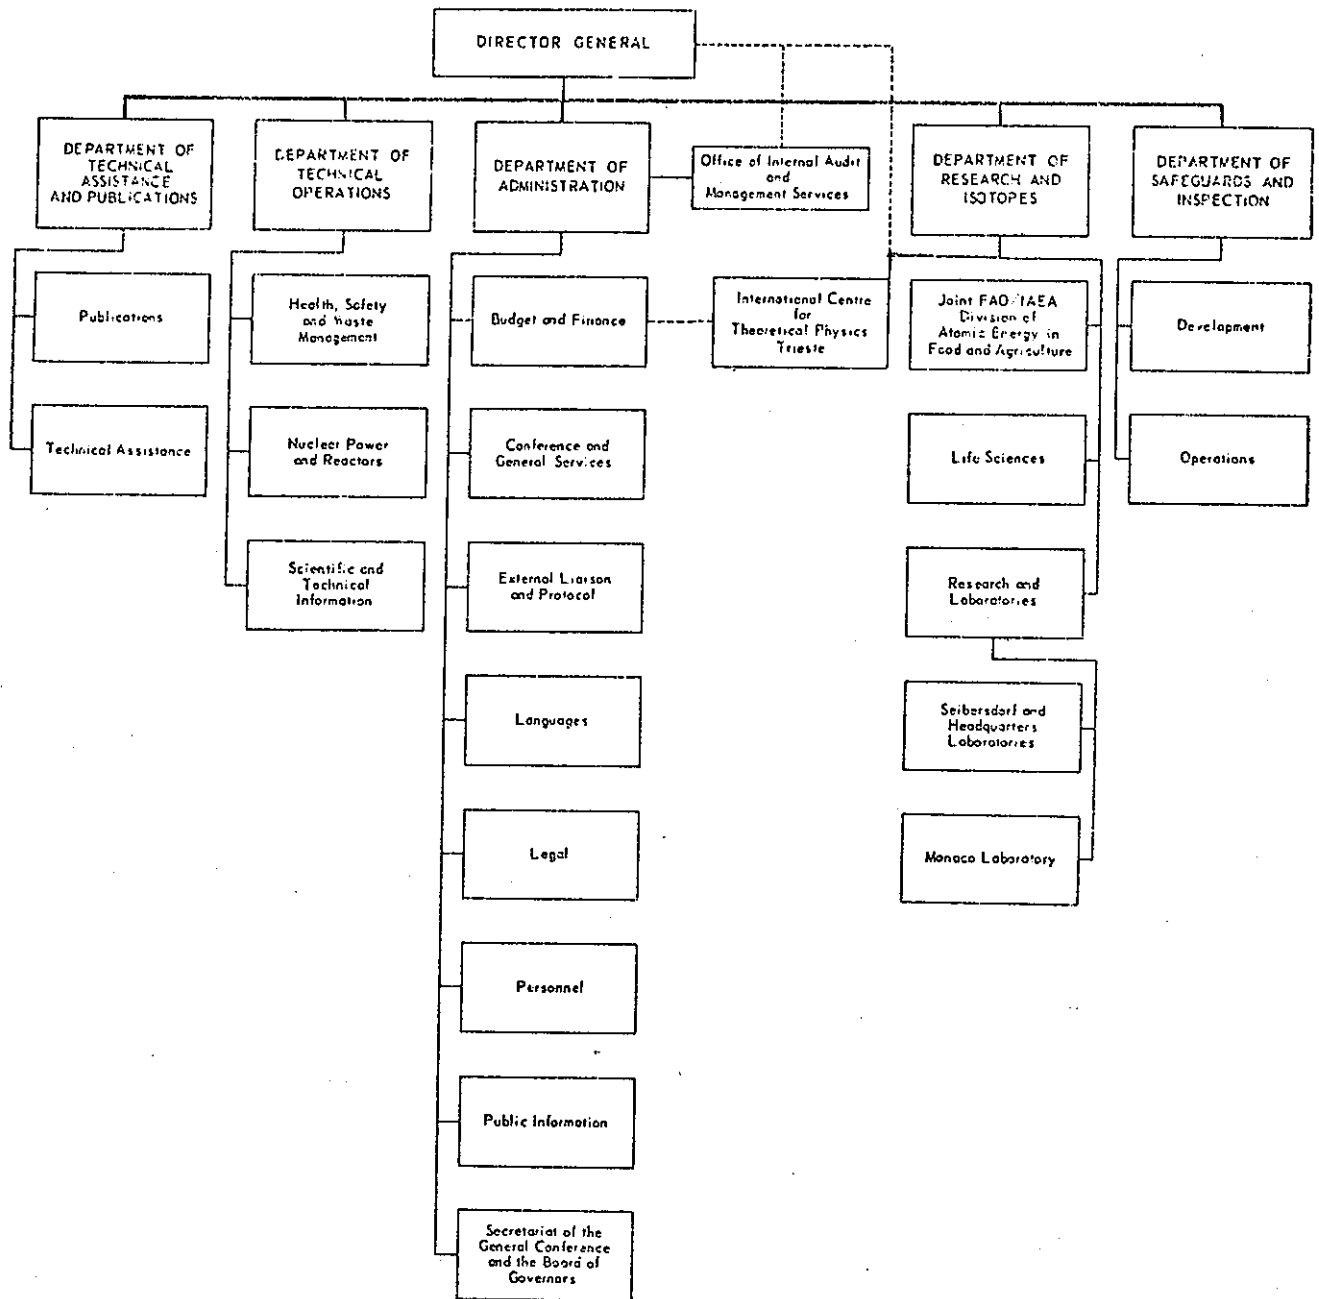 DIRECTOR GENERAL
DEPARTMENT OF
TECHNICAL
ASSISTANCE
AND PUBLICATIONS
DEPARTMENT OF
TECHNICAL
OPERATIONS
DEPARTMENT OF
ADMINISTRATION
Office of Internal Audit
and
Management Services
DEPARTMENT OF
RESEARCH AND
ISOTOPES
DEPARTMENT OF
SAFEGUARDS AND
INSPECTION
Publications
Health, Safety
and Waste
Management
Budget and Finance
International Centre
for
Theoretical Physics
Trieste
Joint FAO/IAEA
Division of
Atomic Energy in
Food and Agriculture
Development
Technical Assistance
Nuclear Power
and Reactors
Conference and
General Services
Life Sciences
Operations
Scientific and
Technical
Information
External Liaison
and Protocol
Research and
Laboratories
Languages
Seibersdorf and
Headquarters
Laboratories
Legal
Monaco Laboratory
Personnel
Public Information
Secretariat of the
General Conference
and the Board of
Governors